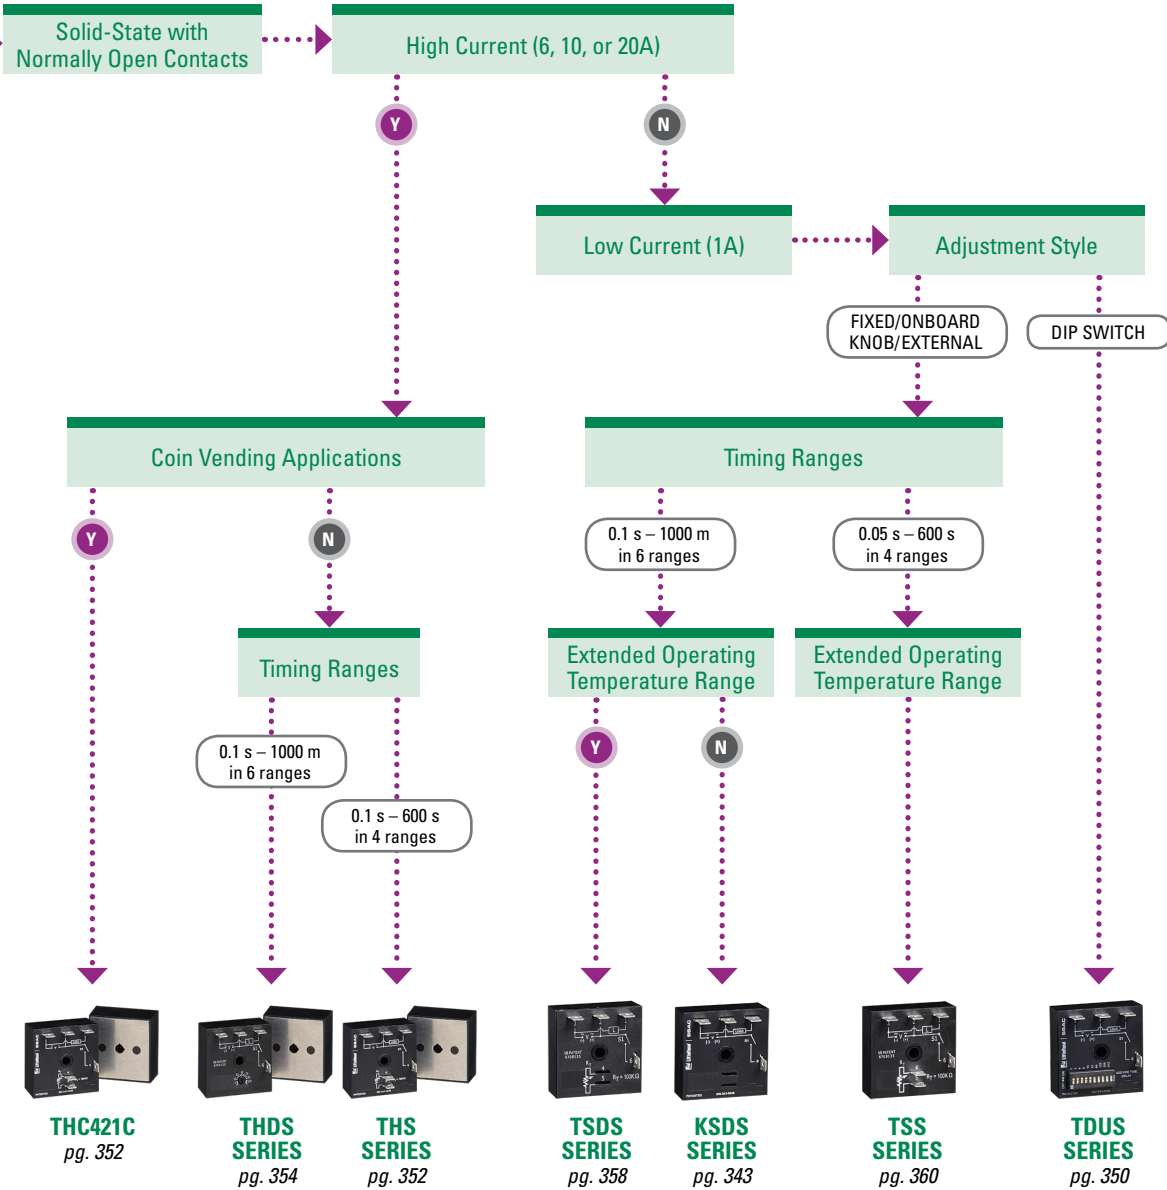 Solid-State with
Normally Open Contacts
High Current (6, 10, or 20A)
Y
N
Low Current (1A)
Adjustment Style
FIXED/ONBOARD
KNOB/EXTERNAL
DIP SWITCH
Coin Vending Applications
Timing Ranges
Y
N
0.1 s – 1000 m
in 6 ranges
0.05 s – 600 s
in 4 ranges
Timing Ranges
Extended Operating
Temperature Range
Extended Operating
Temperature Range
0.1 s – 1000 m
in 6 ranges
Y
N
0.1 s – 600 s
in 4 ranges
THC421C
pg. 352
THDS
SERIES
pg. 354
THS
SERIES
pg. 352
TSDS
SERIES
pg. 358
KSDS
SERIES
pg. 343
TSS
SERIES
pg. 360
TDUS
SERIES
pg. 350